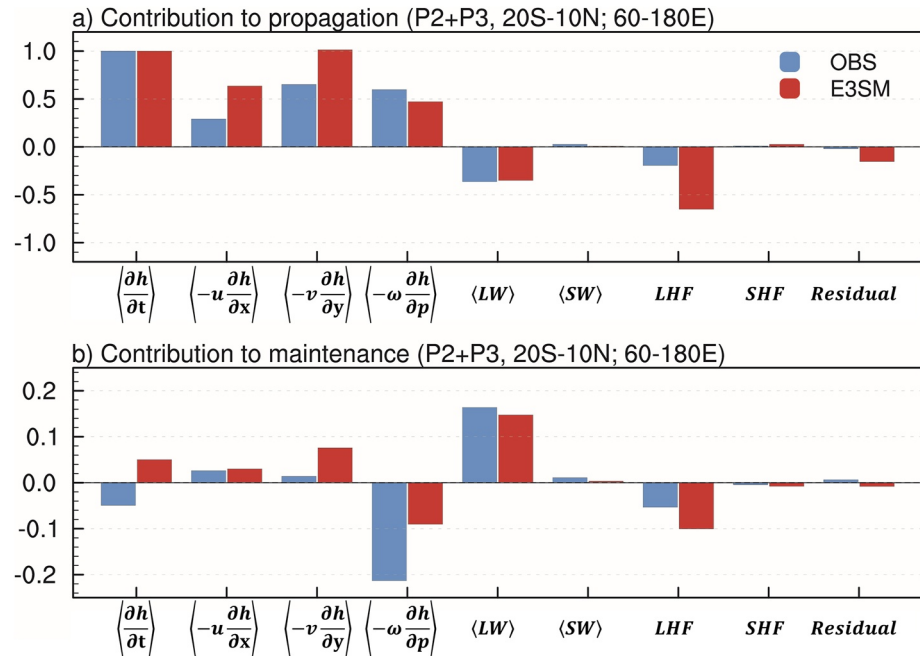 a) Contribution to propagation (P2+P3, 20S-10N; 60-180E)
1.0
0.5
0.0
-0.5
-1.0
OBS
E3SM
⟨∂h/∂t⟩ ⟨−u ∂h/∂x⟩ ⟨−v ∂h/∂y⟩ ⟨−ω ∂h/∂p⟩ ⟨LW⟩ ⟨SW⟩ LHF SHF Residual
b) Contribution to maintenance (P2+P3, 20S-10N; 60-180E)
0.2
0.1
0.0
-0.1
-0.2
⟨∂h/∂t⟩ ⟨−u ∂h/∂x⟩ ⟨−v ∂h/∂y⟩ ⟨−ω ∂h/∂p⟩ ⟨LW⟩ ⟨SW⟩ LHF SHF Residual